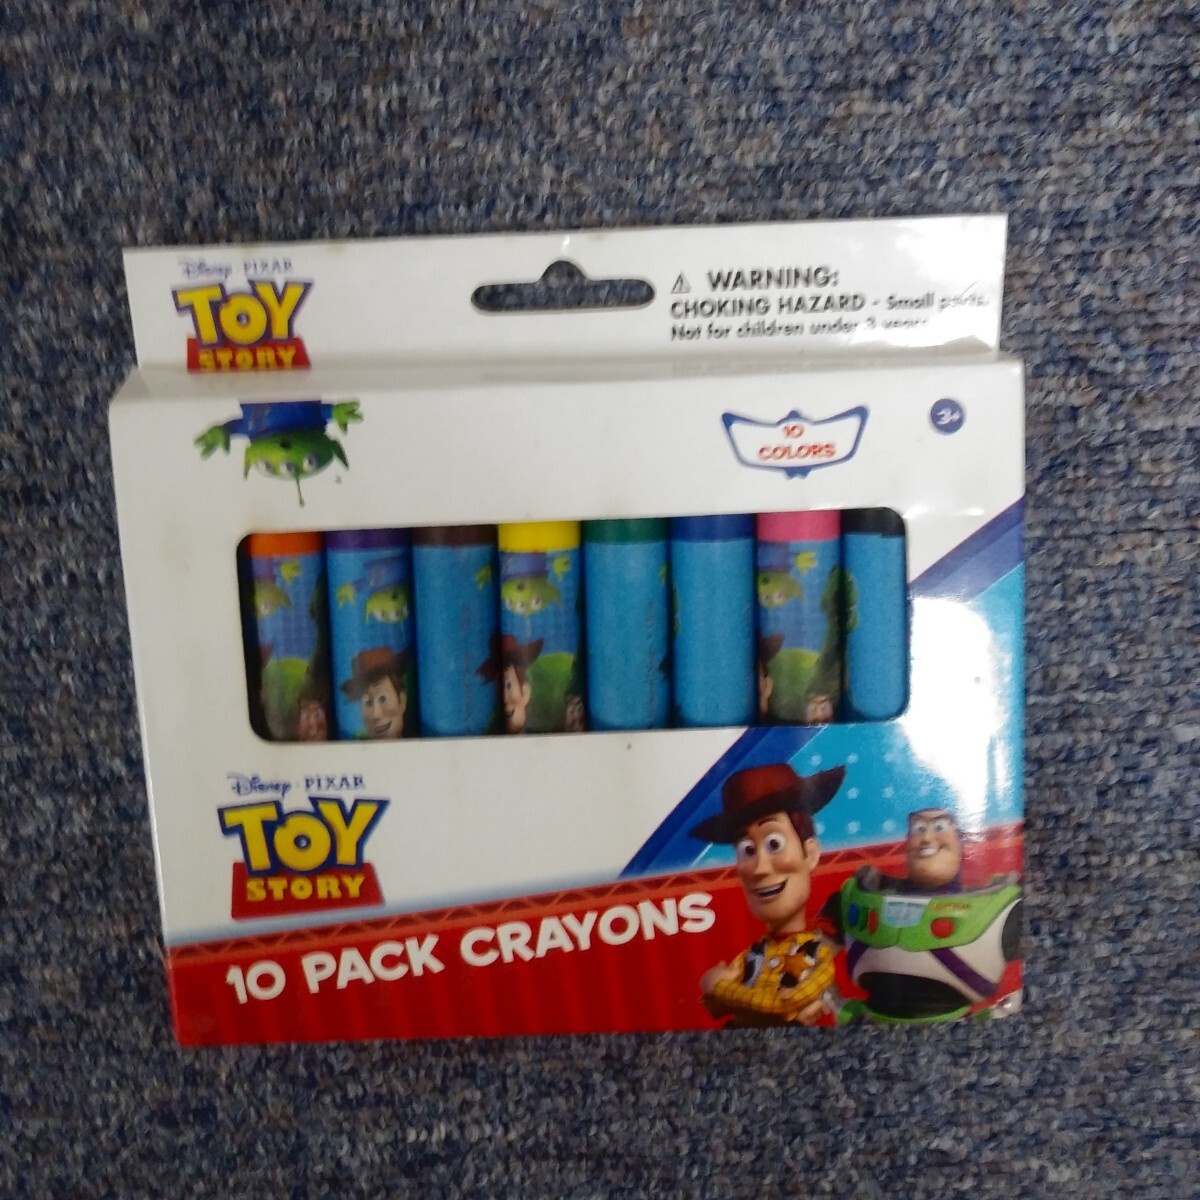 Disney · PIXAR
TOY
STORY
WARNING:
CHOKING HAZARD - Small parts.
Not for children under 3 years
10
COLORS
3+
Disney · PIXAR
TOY
STORY
10 PACK CRAYONS